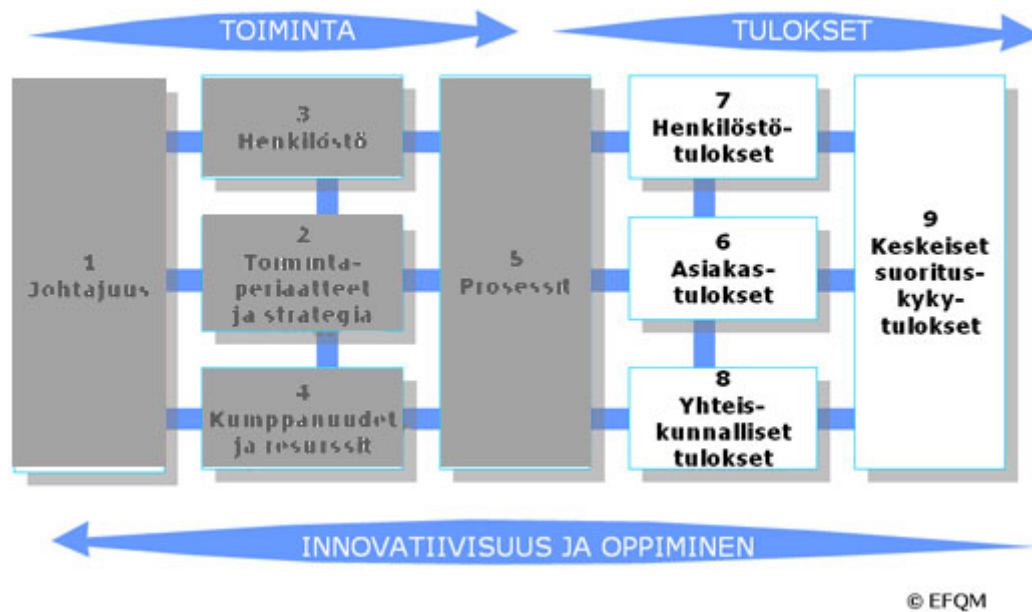 TOIMINTA
TULOKSET
1
Johtajuus
3
Henkilöstö
2
Toiminta-
periaatteet
ja strategia
4
Kumppanuudet
ja resurssit
5
Prosessit
7
Henkilöstö-
tulokset
6
Asiakas-
tulokset
8
Yhteis-
kunnalliset
tulokset
9
Keskeiset
suoritus-
kyky-
tulokset
INNOVATIIVISUUS JA OPPIMINEN
© EFQM